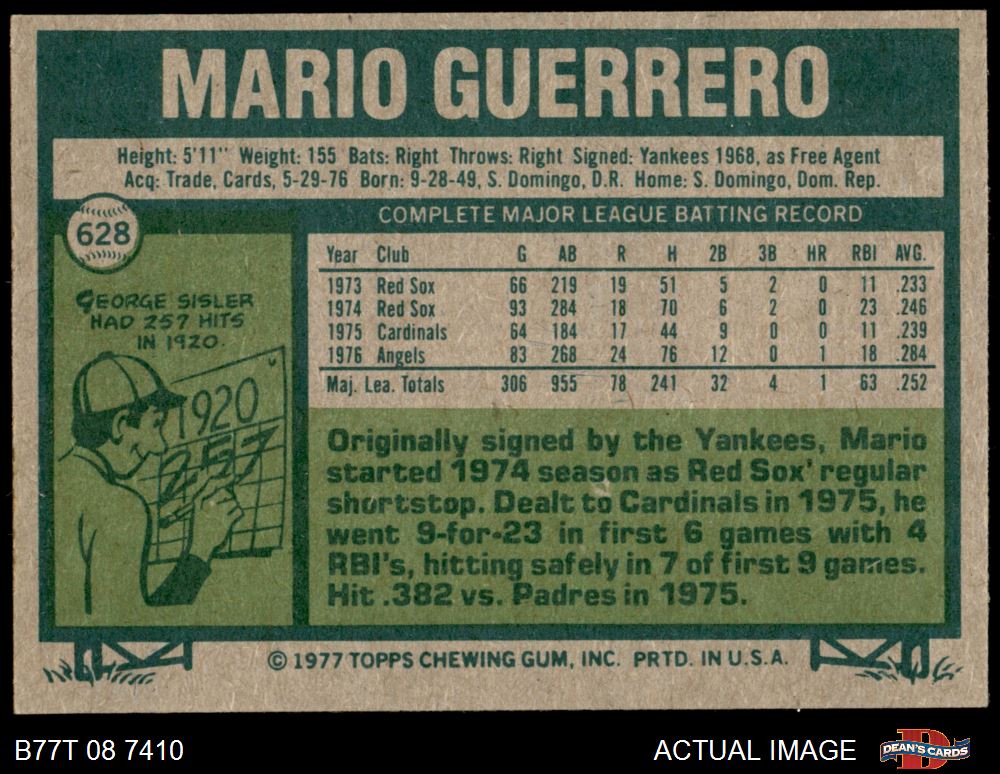 MARIO GUERRERO
Height: 5'11" Weight: 155 Bats: Right Throws: Right Signed: Yankees 1968, as Free Agent
Acq: Trade, Cards, 5-29-76 Born: 9-28-49, S. Domingo, D.R. Home: S. Domingo, Dom. Rep.
628
GEORGE SISLER
HAD 257 HITS
IN 1920.
1920
257
COMPLETE MAJOR LEAGUE BATTING RECORD
Year Club G AB R H 2B 3B HR RBI AVG.
1973 Red Sox 66 219 19 51 5 2 0 11 .233
1974 Red Sox 93 284 18 70 6 2 0 23 .246
1975 Cardinals 64 184 17 44 9 0 0 11 .239
1976 Angels 83 268 24 76 12 0 1 18 .284
Maj. Lea. Totals 306 955 78 241 32 4 1 63 .252
Originally signed by the Yankees, Mario
started 1974 season as Red Sox' regular
shortstop. Dealt to Cardinals in 1975, he
went 9-for-23 in first 6 games with 4
RBI's, hitting safely in 7 of first 9 games.
Hit .382 vs. Padres in 1975.
© 1977 TOPPS CHEWING GUM, INC. PRTD. IN U.S.A.
B77T 08 7410
ACTUAL IMAGE
DEAN'S CARDS